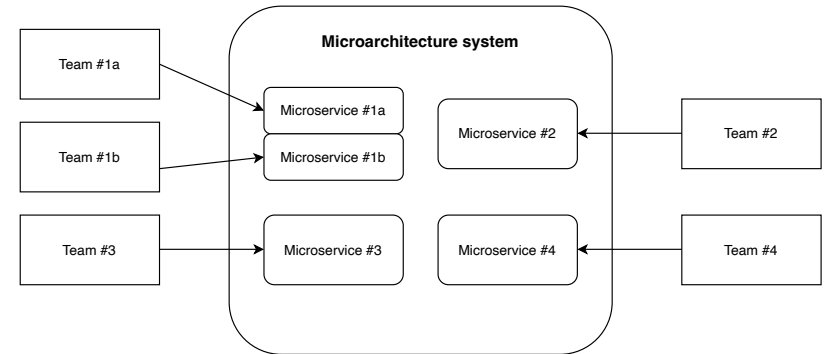 Microarchitecture system
Team #1a
Microservice #1a
Team #1b
Microservice #1b
Microservice #2
Team #2
Team #3
Microservice #3
Microservice #4
Team #4